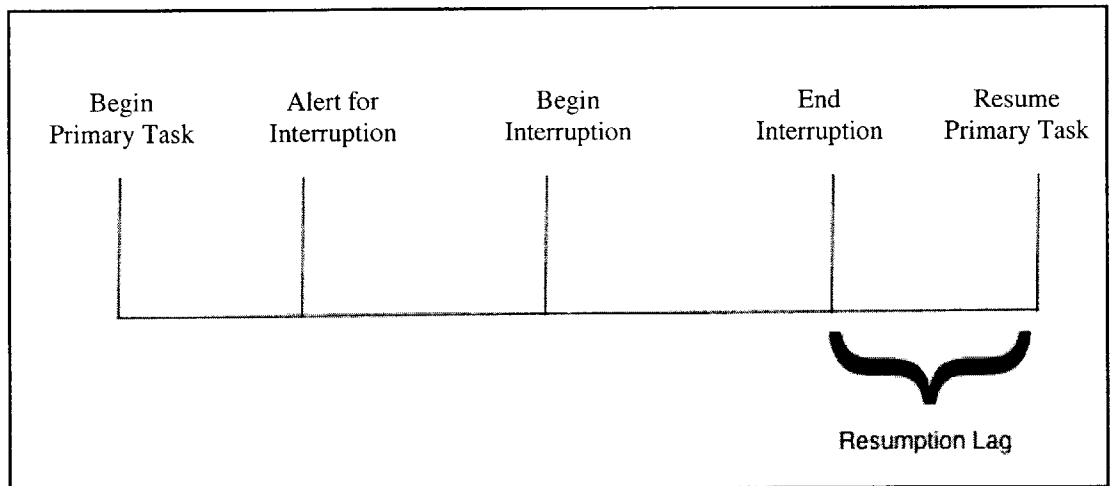 Begin
Primary Task
Alert for
Interruption
Begin
Interruption
End
Interruption
Resume
Primary Task
Resumption Lag